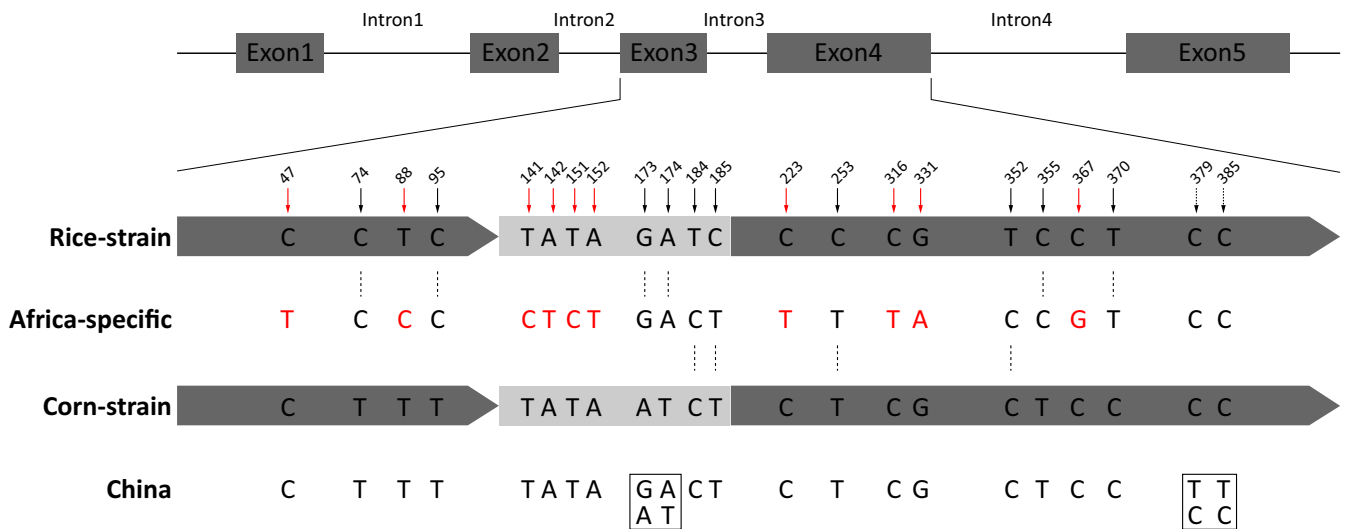 Intron1 Intron2 Intron3 Intron4
Exon1 Exon2 Exon3 Exon4 Exon5
47 74 88 95 141 142 151 152 173 174 184 185 223 253 316 331 352 355 367 370 379 385
Rice-strain C C T C T A T A G A T C C C C G T C C T C C
Africa-specific T C C C C T C T G A C T T T T A C C G T C C
Corn-strain C T T T T A T A A T C T C T C G C T C C C C
China C T T T T A T A G A C T C T C G C T C C T T
A T C C